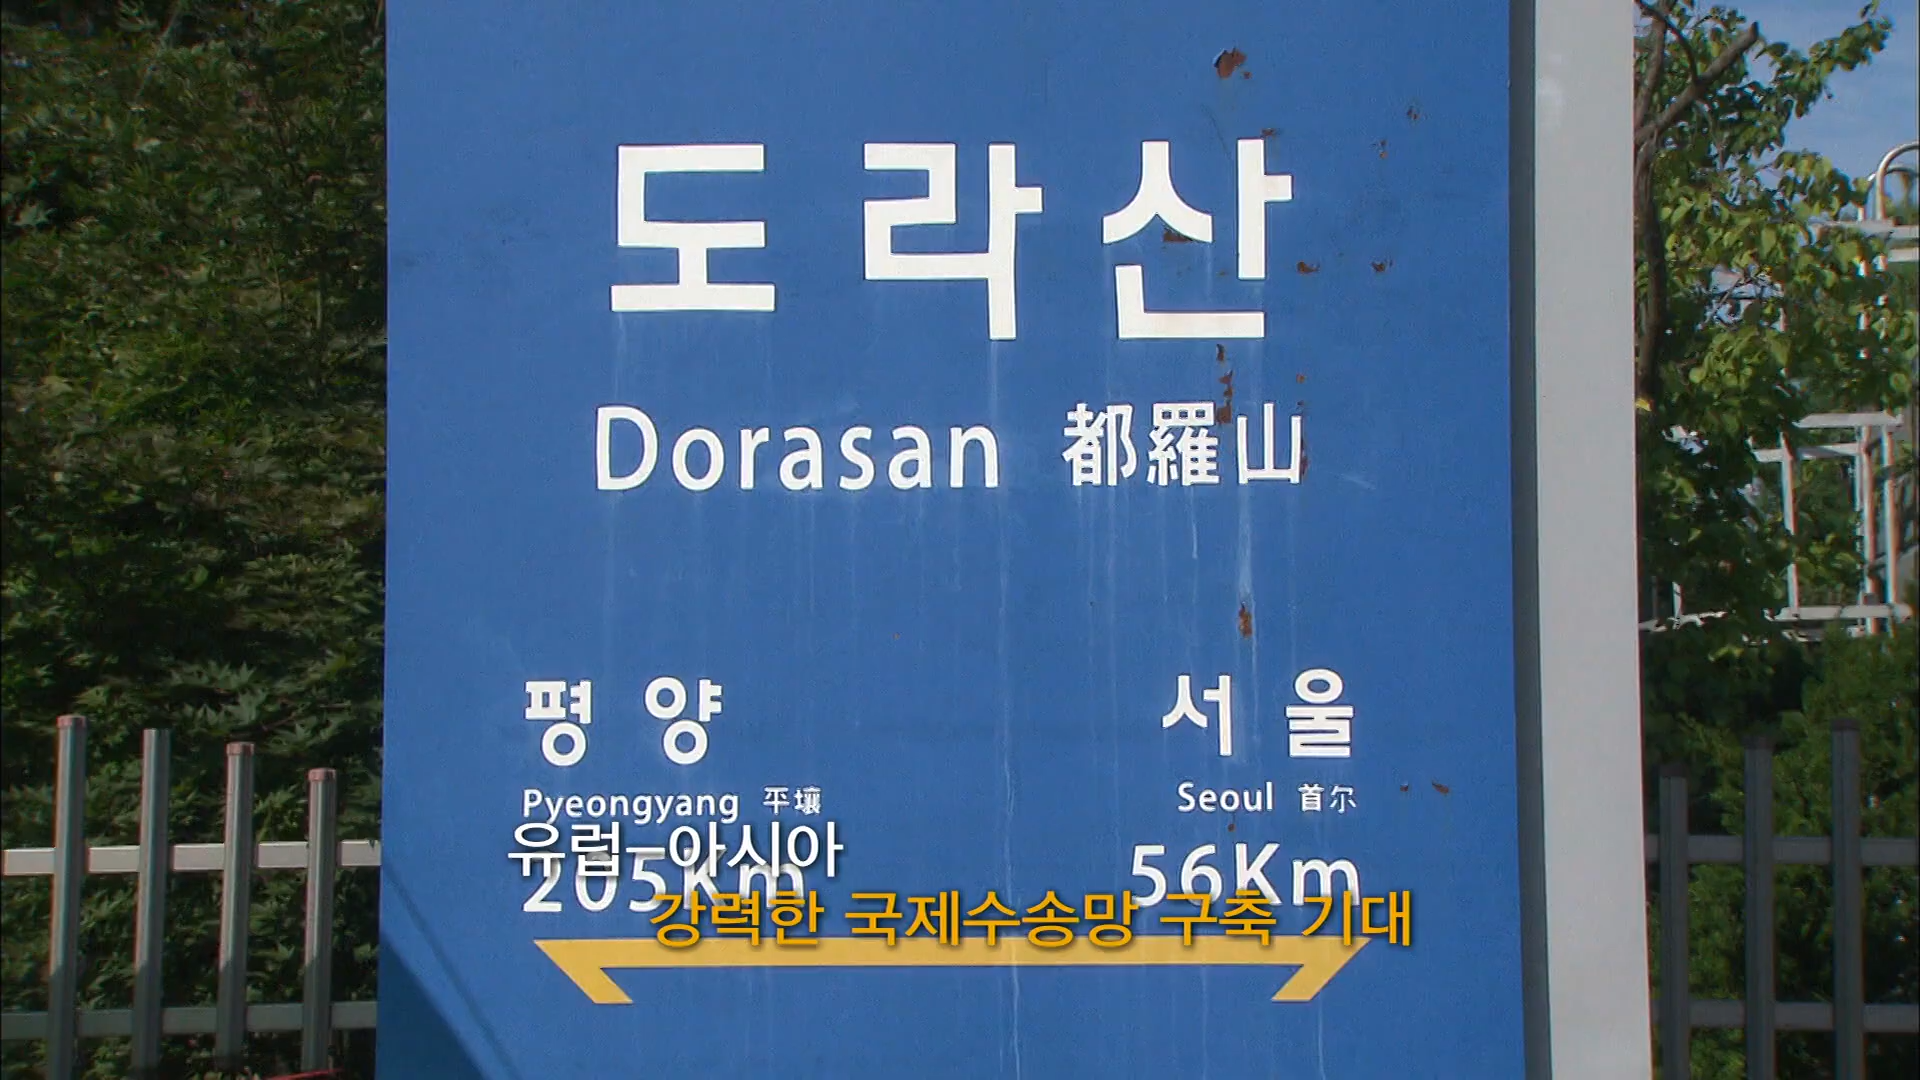 도라산
Dorasan 都羅山
평양 서울
Pyeongyang 平壤 Seoul 首尔
205Km 56Km
유럽-아시아
강력한 국제수송망 구축 기대